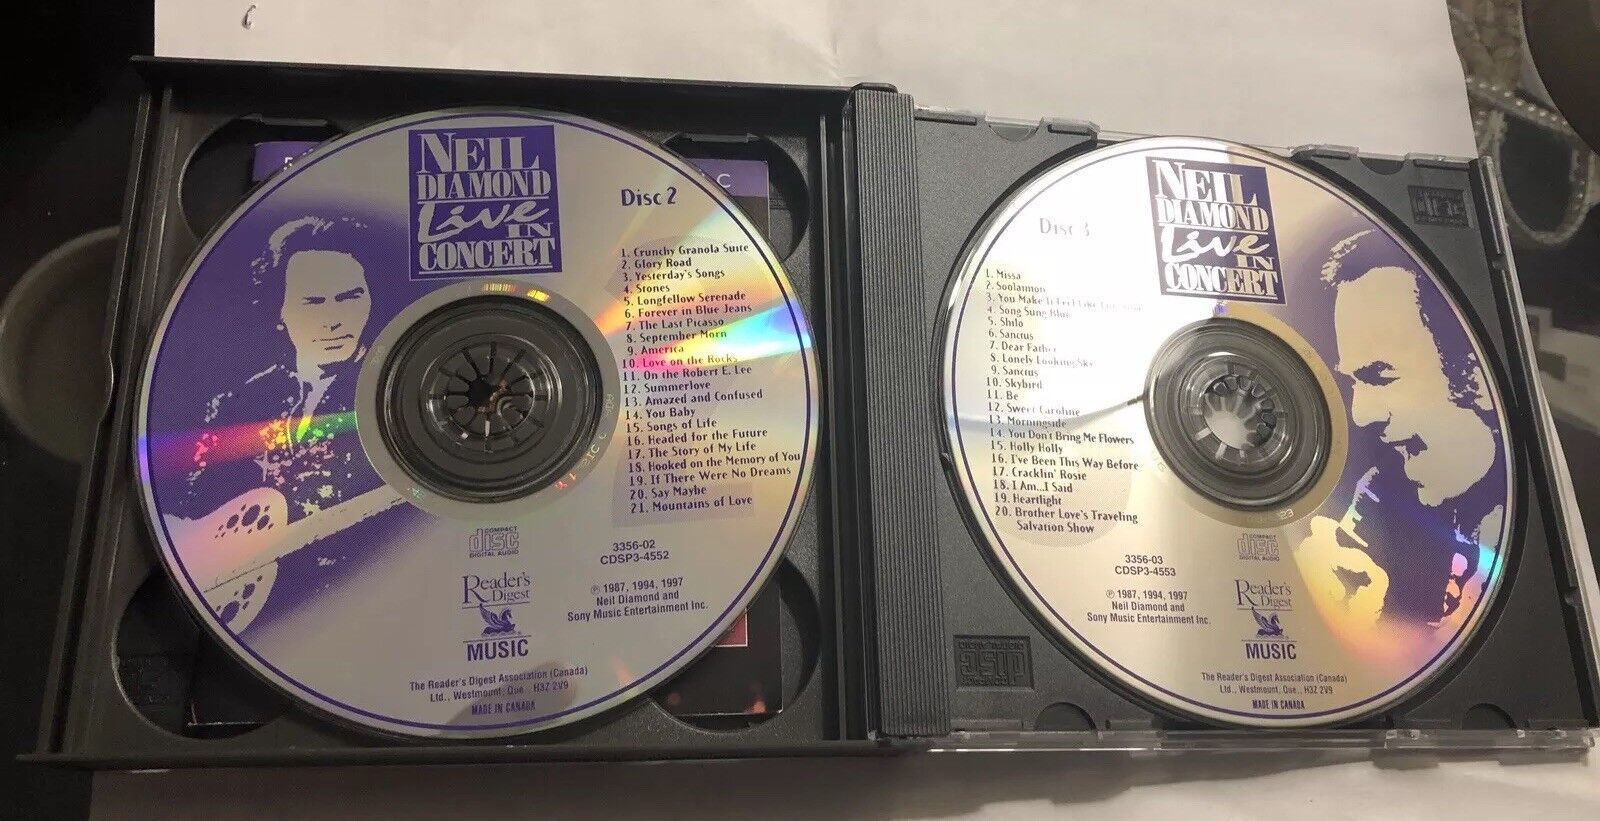 NEIL
DIAMOND
Live
IN
CONCERT
Disc 2
1. Crunchy Granola Suite
2. Glory Road
3. Yesterday's Songs
4. Stones
5. Longfellow Serenade
6. Forever in Blue Jeans
7. The Last Picasso
8. September Morn
9. America
10. Love on the Rocks
11. On the Robert E. Lee
12. Summerlove
13. Amazed and Confused
14. You Baby
15. Songs of Life
16. Headed for the Future
17. The Story of My Life
18. Hooked on the Memory of You
19. If There Were No Dreams
20. Say Maybe
21. Mountains of Love
COMPACT
disc
DIGITAL AUDIO
3356-02
CDSP3-4552
Reader's
Digest
MUSIC
℗ 1987, 1994, 1997
Neil Diamond and
Sony Music Entertainment Inc.
The Reader's Digest Association (Canada)
Ltd., Westmount, Que., H3Z 2V9
MADE IN CANADA
NEIL
DIAMOND
Live
IN
CONCERT
Disc 3
1. Missa
2. Soolaimon
3. You Make It Feel Like
4. Song Sung Blue
5. Shilo
6. Sanctus
7. Dear Father
8. Lonely Looking Sky
9. Sanctus
10. Skybird
11. Be
12. Sweet Caroline
13. Morningside
14. You Don't Bring Me Flowers
15. Holly Holly
16. I've Been This Way Before
17. Cracklin' Rosie
18. I Am...I Said
19. Heartlight
20. Brother Love's Traveling
Salvation Show
COMPACT
disc
DIGITAL AUDIO
3356-03
CDSP3-4553
Reader's
Digest
MUSIC
℗ 1987, 1994, 1997
Neil Diamond and
Sony Music Entertainment Inc.
The Reader's Digest Association (Canada)
Ltd., Westmount, Que., H3Z 2V9
MADE IN CANADA